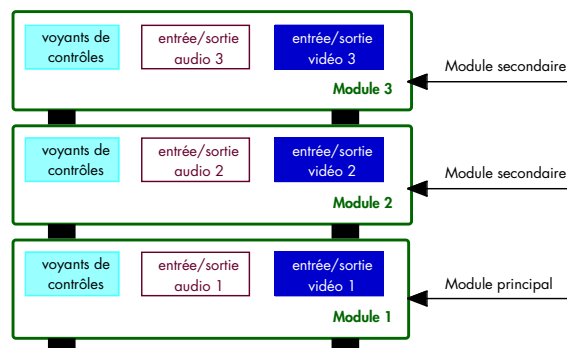 voyants de
contrôles
entrée/sortie
audio 3
entrée/sortie
vidéo 3
Module 3
Module secondaire
voyants de
contrôles
entrée/sortie
audio 2
entrée/sortie
vidéo 2
Module 2
Module secondaire
voyants de
contrôles
entrée/sortie
audio 1
entrée/sortie
vidéo 1
Module 1
Module principal